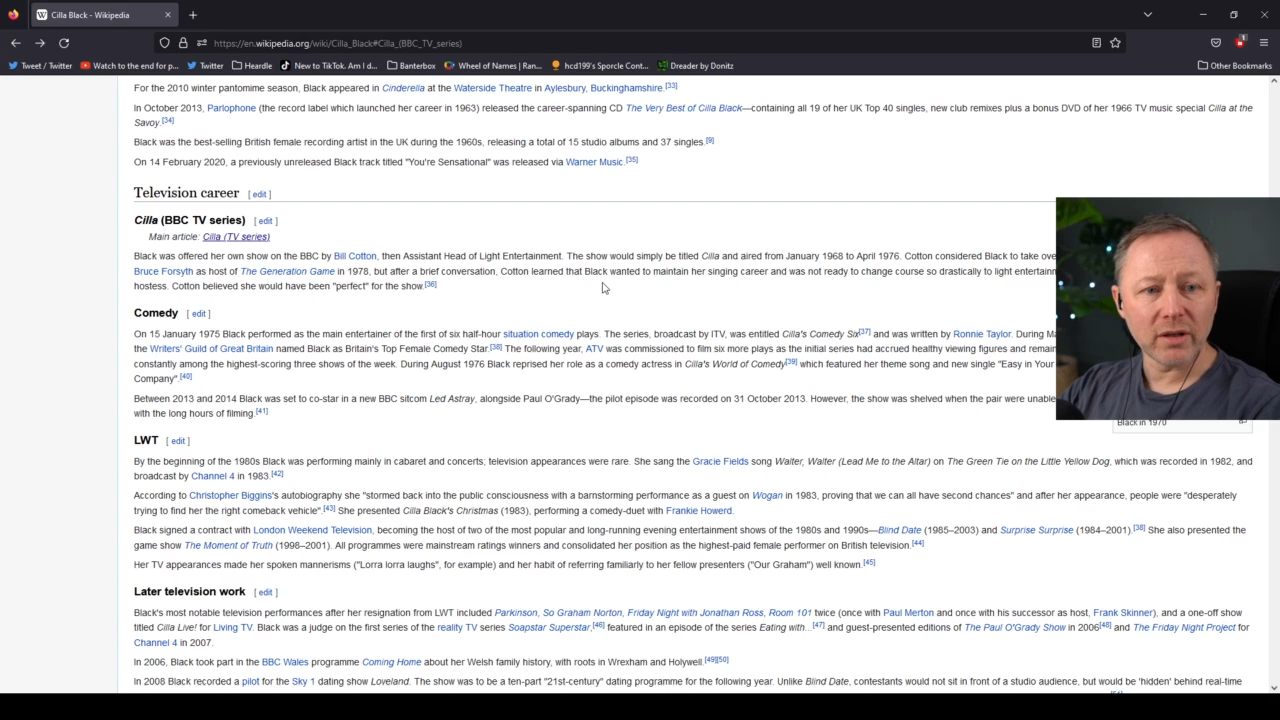 Cilla Black - Wikipedia
https://en.wikipedia.org/wiki/Cilla_Black#Cilla_(BBC_TV_series)
Tweet / Twitter Watch to the end for p... Twitter Heardle New to TikTok. Am I d... Banterbox Wheel of Names | Ran... hcd199's Sporcle Cont... Dreader by Donitz Other Bookmarks
For the 2010 winter pantomime season, Black appeared in Cinderella at the Waterside Theatre in Aylesbury, Buckinghamshire.[33]
In October 2013, Parlophone (the record label which launched her career in 1963) released the career-spanning CD The Very Best of Cilla Black—containing all 19 of her UK Top 40 singles, new club remixes plus a bonus DVD of her 1966 TV music special Cilla at the
Savoy.[34]
Black was the best-selling British female recording artist in the UK during the 1960s, releasing a total of 15 studio albums and 37 singles.[9]
On 14 February 2020, a previously unreleased Black track titled "You're Sensational" was released via Warner Music.[35]
Television career [ edit ]
Cilla (BBC TV series) [ edit ]
Main article: Cilla (TV series)
Black was offered her own show on the BBC by Bill Cotton, then Assistant Head of Light Entertainment. The show would simply be titled Cilla and aired from January 1968 to April 1976. Cotton considered Black to take ove
Bruce Forsyth as host of The Generation Game in 1978, but after a brief conversation, Cotton learned that Black wanted to maintain her singing career and was not ready to change course so drastically to light entertain
hostess. Cotton believed she would have been "perfect" for the show.[36]
Comedy [ edit ]
On 15 January 1975 Black performed as the main entertainer of the first of six half-hour situation comedy plays. The series, broadcast by ITV, was entitled Cilla's Comedy Six[37] and was written by Ronnie Taylor. During Ma
the Writers' Guild of Great Britain named Black as Britain's Top Female Comedy Star.[38] The following year, ATV was commissioned to film six more plays as the initial series had accrued healthy viewing figures and remain
constantly among the highest-scoring three shows of the week. During August 1976 Black reprised her role as a comedy actress in Cilla's World of Comedy[39] which featured her theme song and new single "Easy in Your
Company".[40]
Between 2013 and 2014 Black was set to co-star in a new BBC sitcom Led Astray, alongside Paul O'Grady—the pilot episode was recorded on 31 October 2013. However, the show was shelved when the pair were unable
with the long hours of filming.[41]
Black in 1970
LWT [ edit ]
By the beginning of the 1980s Black was performing mainly in cabaret and concerts; television appearances were rare. She sang the Gracie Fields song Walter, Walter (Lead Me to the Altar) on The Green Tie on the Little Yellow Dog, which was recorded in 1982, and
broadcast by Channel 4 in 1983.[42]
According to Christopher Biggins's autobiography she "stormed back into the public consciousness with a barnstorming performance as a guest on Wogan in 1983, proving that we can all have second chances" and after her appearance, people were "desperately
trying to find her the right comeback vehicle".[43] She presented Cilla Black's Christmas (1983), performing a comedy-duet with Frankie Howerd.
Black signed a contract with London Weekend Television, becoming the host of two of the most popular and long-running evening entertainment shows of the 1980s and 1990s—Blind Date (1985–2003) and Surprise Surprise (1984–2001).[38] She also presented the
game show The Moment of Truth (1998–2001). All programmes were mainstream ratings winners and consolidated her position as the highest-paid female performer on British television.[44]
Her TV appearances made her spoken mannerisms ("Lorra lorra laughs", for example) and her habit of referring familiarly to her fellow presenters ("Our Graham") well known.[45]
Later television work [ edit ]
Black's most notable television performances after her resignation from LWT included Parkinson, So Graham Norton, Friday Night with Jonathan Ross, Room 101 twice (once with Paul Merton and once with his successor as host, Frank Skinner), and a one-off show
titled Cilla Live! for Living TV. Black was a judge on the first series of the reality TV series Soapstar Superstar,[46] featured in an episode of the series Eating with...[47] and guest-presented editions of The Paul O'Grady Show in 2006[48] and The Friday Night Project for
Channel 4 in 2007.
In 2006, Black took part in the BBC Wales programme Coming Home about her Welsh family history, with roots in Wrexham and Holywell.[49][50]
In 2008 Black recorded a pilot for the Sky 1 dating show Loveland. The show was to be a ten-part "21st-century" dating programme for the following year. Unlike Blind Date, contestants would not sit in front of a studio audience, but would be 'hidden' behind real-time